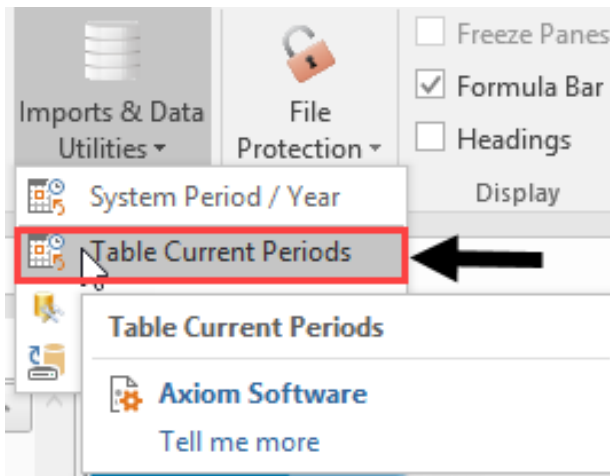 Imports & Data
Utilities
File
Protection
Freeze Panes
Formula Bar
Headings
Display
System Period / Year
Table Current Periods
Table Current Periods
Axiom Software
Tell me more